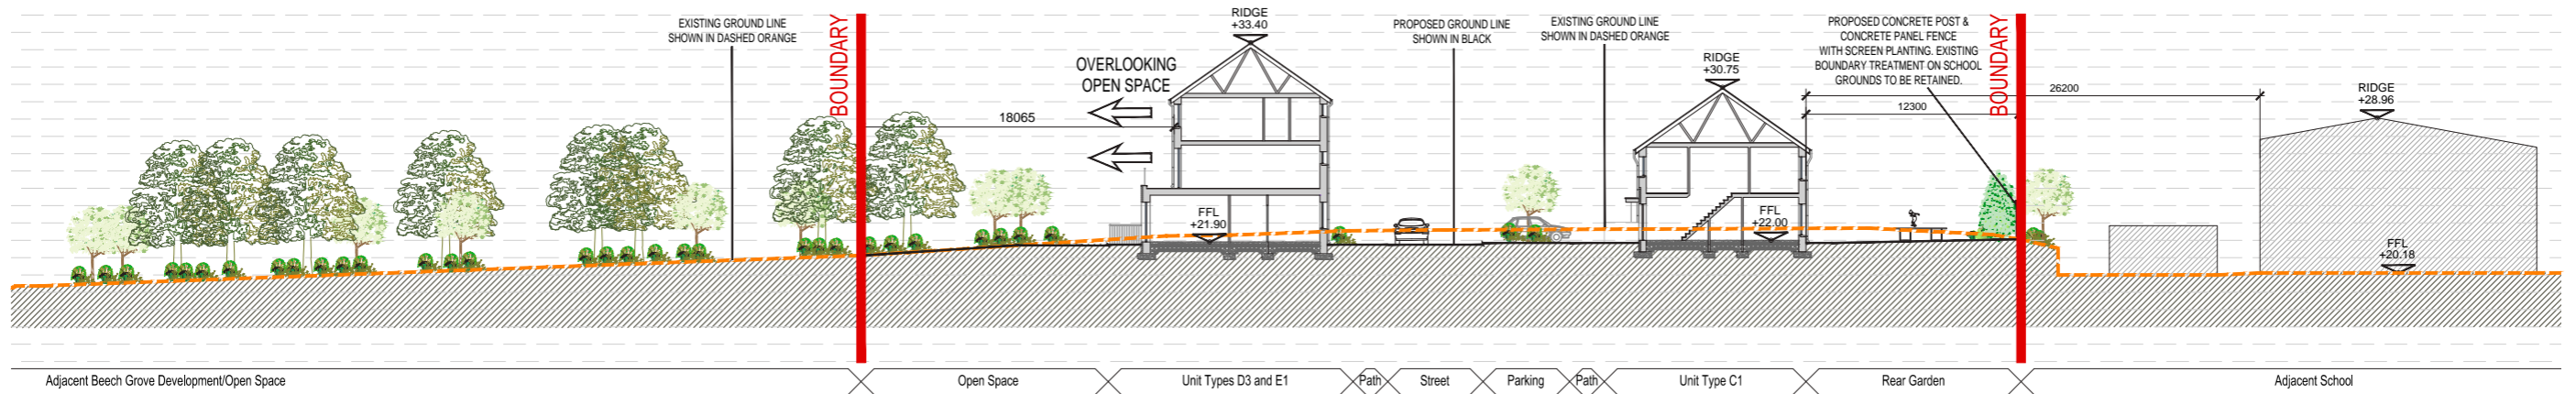 EXISTING GROUND LINE
SHOWN IN DASHED ORANGE
BOUNDARY
18065
OVERLOOKING
OPEN SPACE
RIDGE
+33.40
FFL
+21.90
PROPOSED GROUND LINE
SHOWN IN BLACK
EXISTING GROUND LINE
SHOWN IN DASHED ORANGE
RIDGE
+30.75
FFL
+22.00
PROPOSED CONCRETE POST &
CONCRETE PANEL FENCE
WITH SCREEN PLANTING. EXISTING
BOUNDARY TREATMENT ON SCHOOL
GROUNDS TO BE RETAINED.
12300
BOUNDARY
26200
RIDGE
+28.96
FFL
+20.18
Adjacent Beech Grove Development/Open Space
Open Space
Unit Types D3 and E1
Path
Street
Parking
Path
Unit Type C1
Rear Garden
Adjacent School